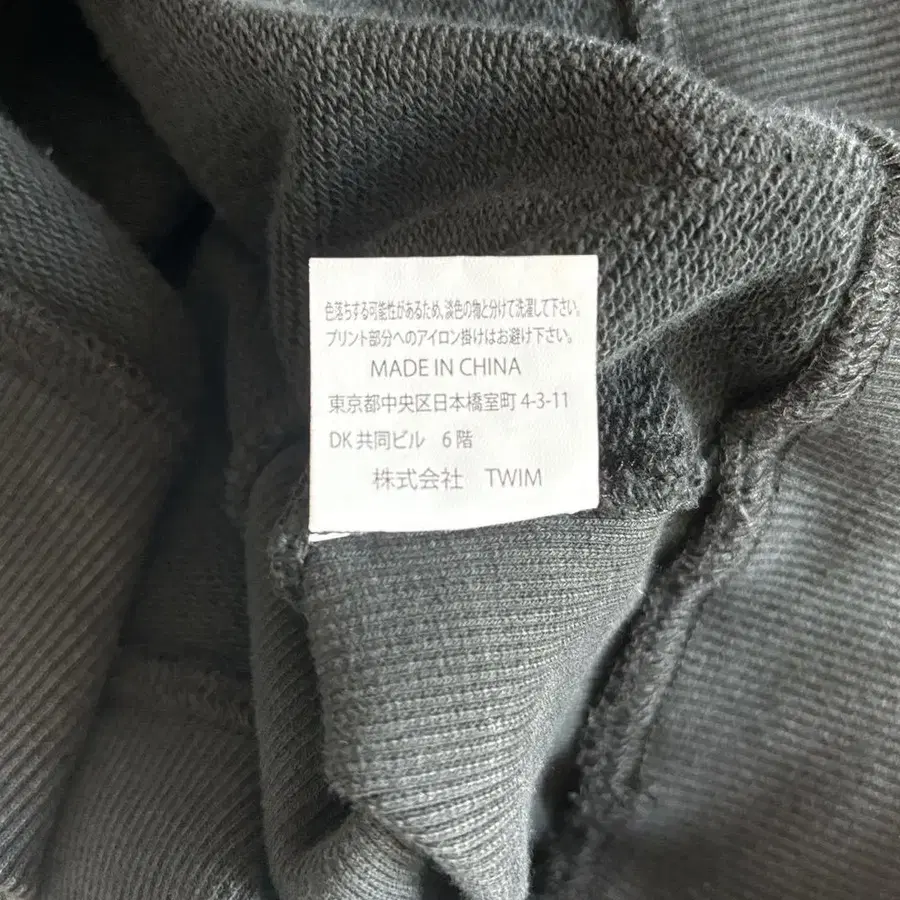 色落ちする可能性があるため、淡色の物と分けて洗濯して下さい。
プリント部分へのアイロン掛けはお避け下さい。
MADE IN CHINA
東京都中央区日本橋室町 4-3-11
DK 共同ビル 6 階
株式会社 TWIM